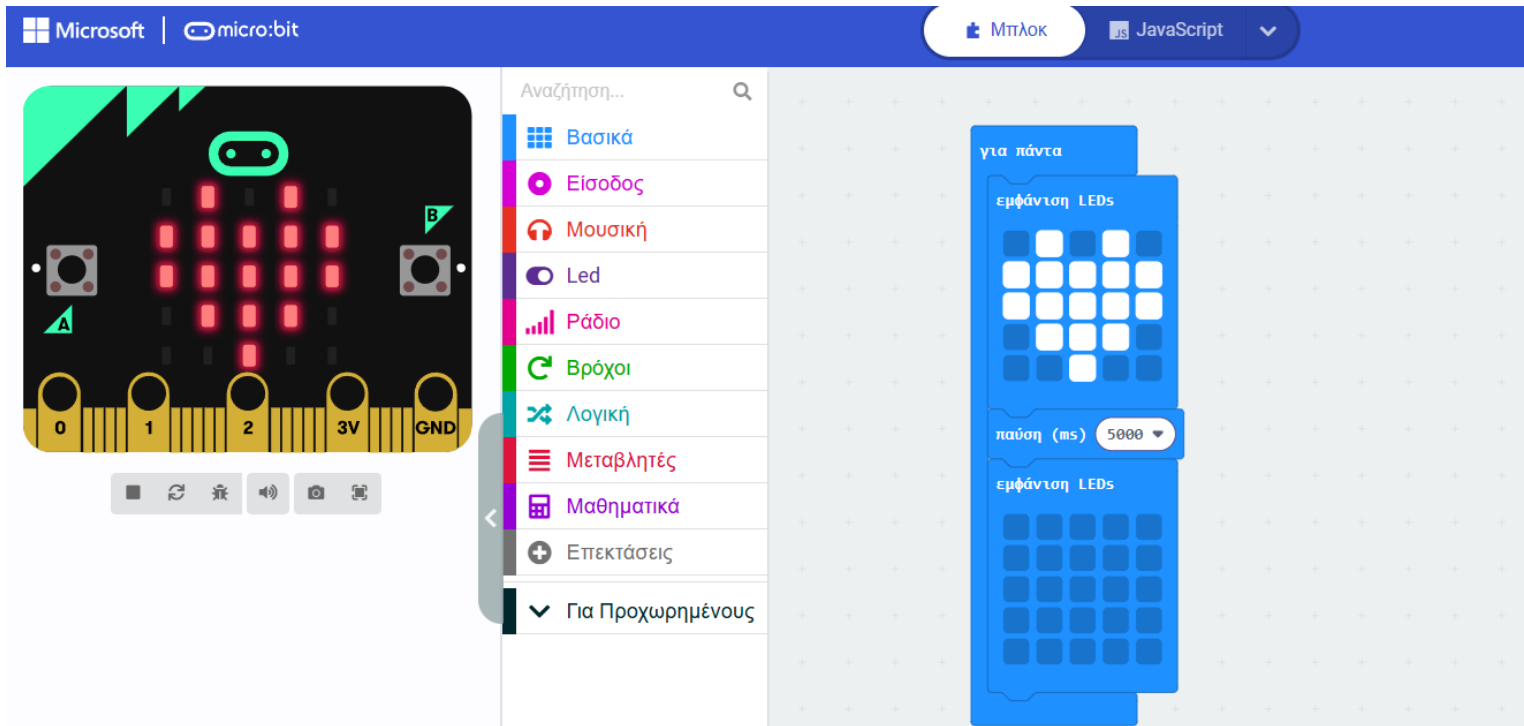 Microsoft micro:bit Μπλοκ JavaScript
Αναζήτηση...
Βασικά
Είσοδος
Μουσική
Led
Ράδιο
Βρόχοι
Λογική
Μεταβλητές
Μαθηματικά
Επεκτάσεις
Για Προχωρημένους
B
A
0 1 2 3V GND
για πάντα
εμφάνιση LEDs
παύση (ms) 5000
εμφάνιση LEDs